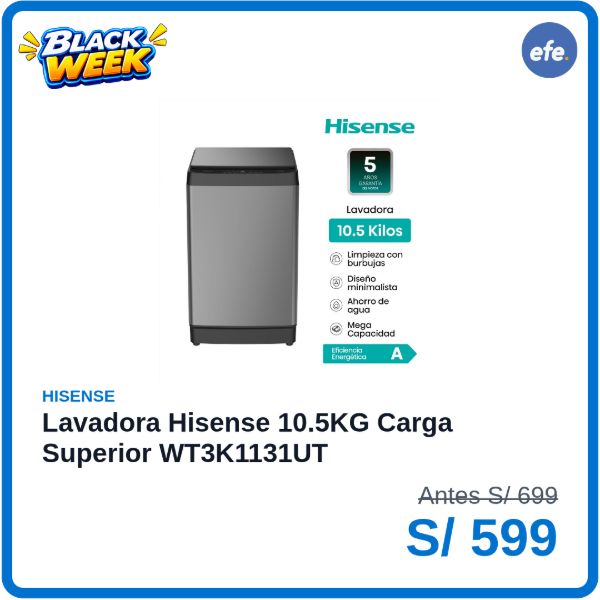 BLACK
WEEK
efe.
Hisense
5
AÑOS
GARANTÍA
Lavadora
10.5 Kilos
Limpieza con
burbujas
Diseño
minimalista
Ahorro de
agua
Mega
Capacidad
Eficiencia
Energética
A
HISENSE
Lavadora Hisense 10.5KG Carga
Superior WT3K1131UT
Antes S/ 699
S/ 599